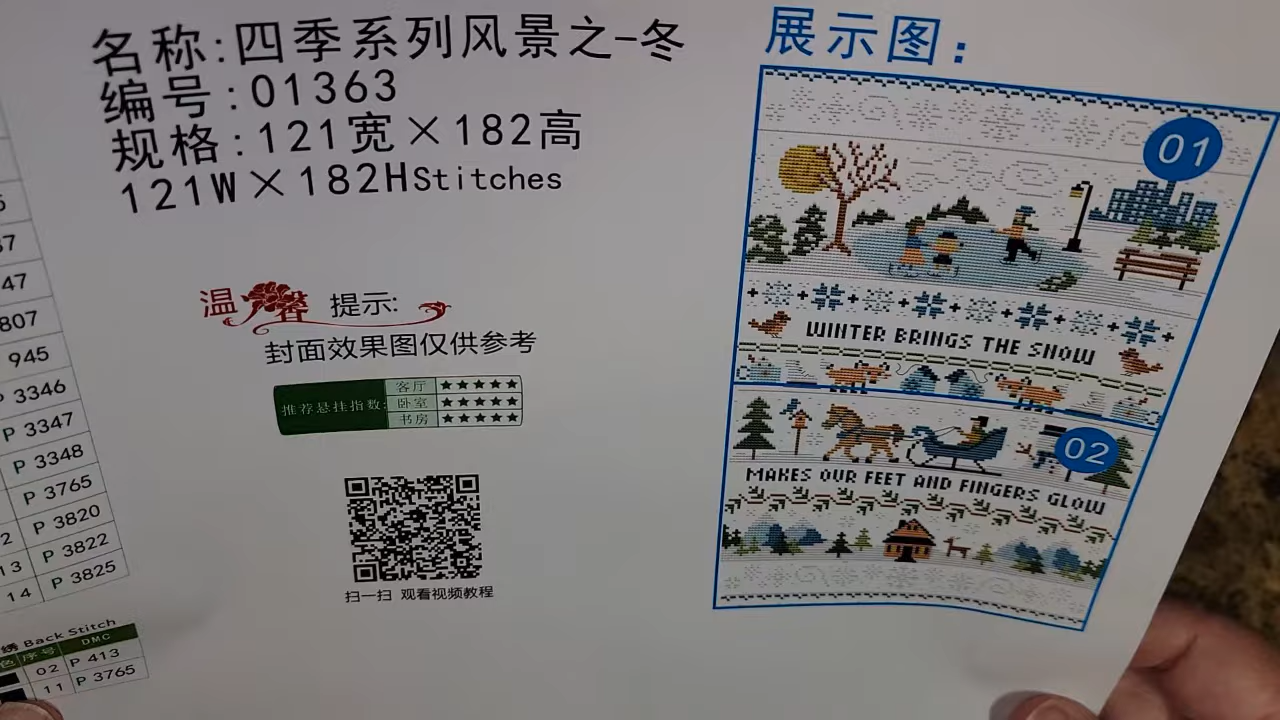 名称:四季系列风景之-冬
编号:01363
规格:121宽×182高
121W×182HStitches
温馨 提示:
封面效果图仅供参考
推荐悬挂指数:
客厅 ★★★★★
卧室 ★★★★★
书房 ★★★★★
扫一扫 观看视频教程
展示图:
01
WINTER BRINGS THE SNOW
02
MAKES OUR FEET AND FINGERS GLOW
47
807
945
P 3346
P 3347
P 3348
P 3765
P 3820
13 P 3822
14 P 3825
绣 Back Stitch
色 序号 DMC
02 P 413
11 P 3765